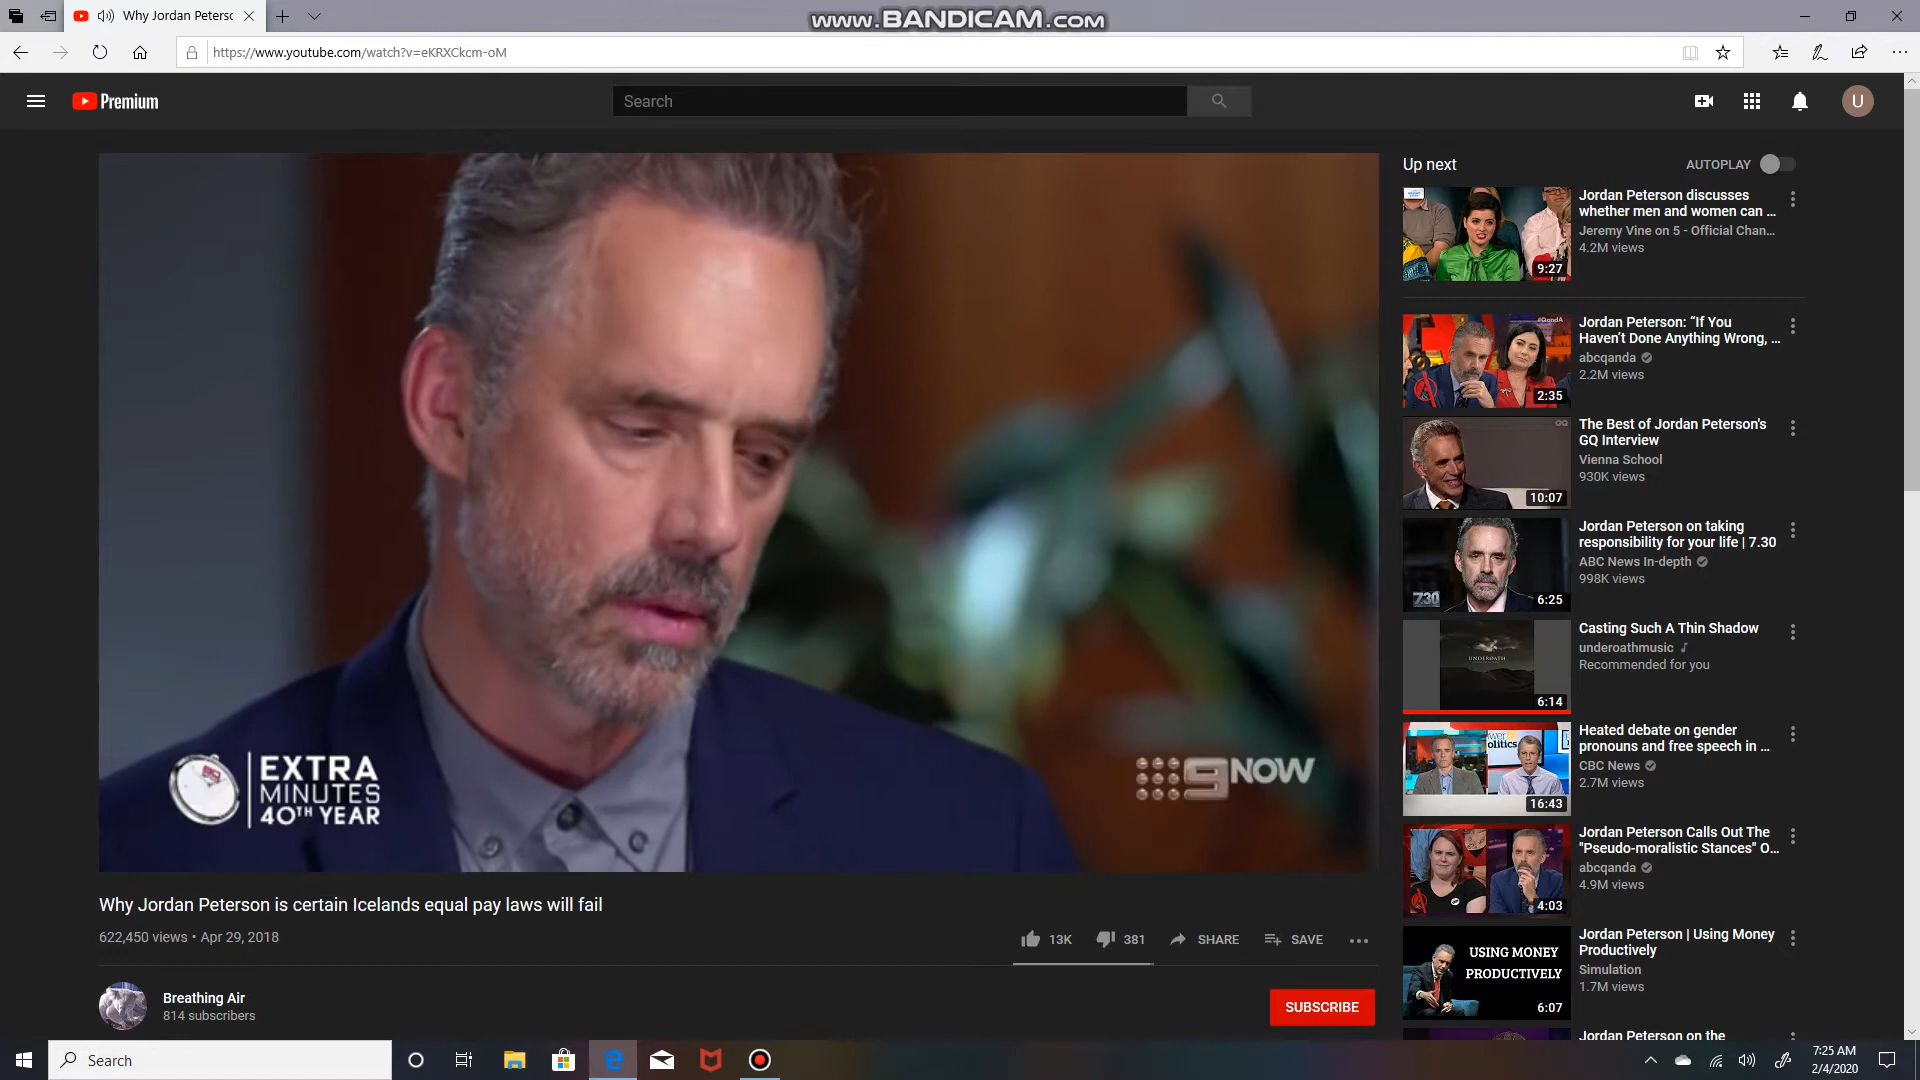 Why Jordan Peterso
www.BANDICAM.com
https://www.youtube.com/watch?v=eKRXCkcm-oM
Premium
Search
U
EXTRA
MINUTES
40TH YEAR
9NOW
Why Jordan Peterson is certain Icelands equal pay laws will fail
622,450 views • Apr 29, 2018
13K
381
SHARE
SAVE
Breathing Air
814 subscribers
SUBSCRIBE
Up next
AUTOPLAY
9:27
Jordan Peterson discusses
whether men and women can ...
Jeremy Vine on 5 - Official Chan...
4.2M views
#QandA
2:35
Jordan Peterson: “If You
Haven’t Done Anything Wrong, ...
abcqanda
2.2M views
GQ
10:07
The Best of Jordan Peterson's
GQ Interview
Vienna School
930K views
7.30
6:25
Jordan Peterson on taking
responsibility for your life | 7.30
ABC News In-depth
998K views
UNDEROATH
6:14
Casting Such A Thin Shadow
underoathmusic
Recommended for you
16:43
Heated debate on gender
pronouns and free speech in ...
CBC News
2.7M views
4:03
Jordan Peterson Calls Out The
"Pseudo-moralistic Stances" O...
abcqanda
4.9M views
USING MONEY
PRODUCTIVELY
6:07
Jordan Peterson | Using Money
Productively
Simulation
1.7M views
Jordan Peterson on the
Search
7:25 AM
2/4/2020